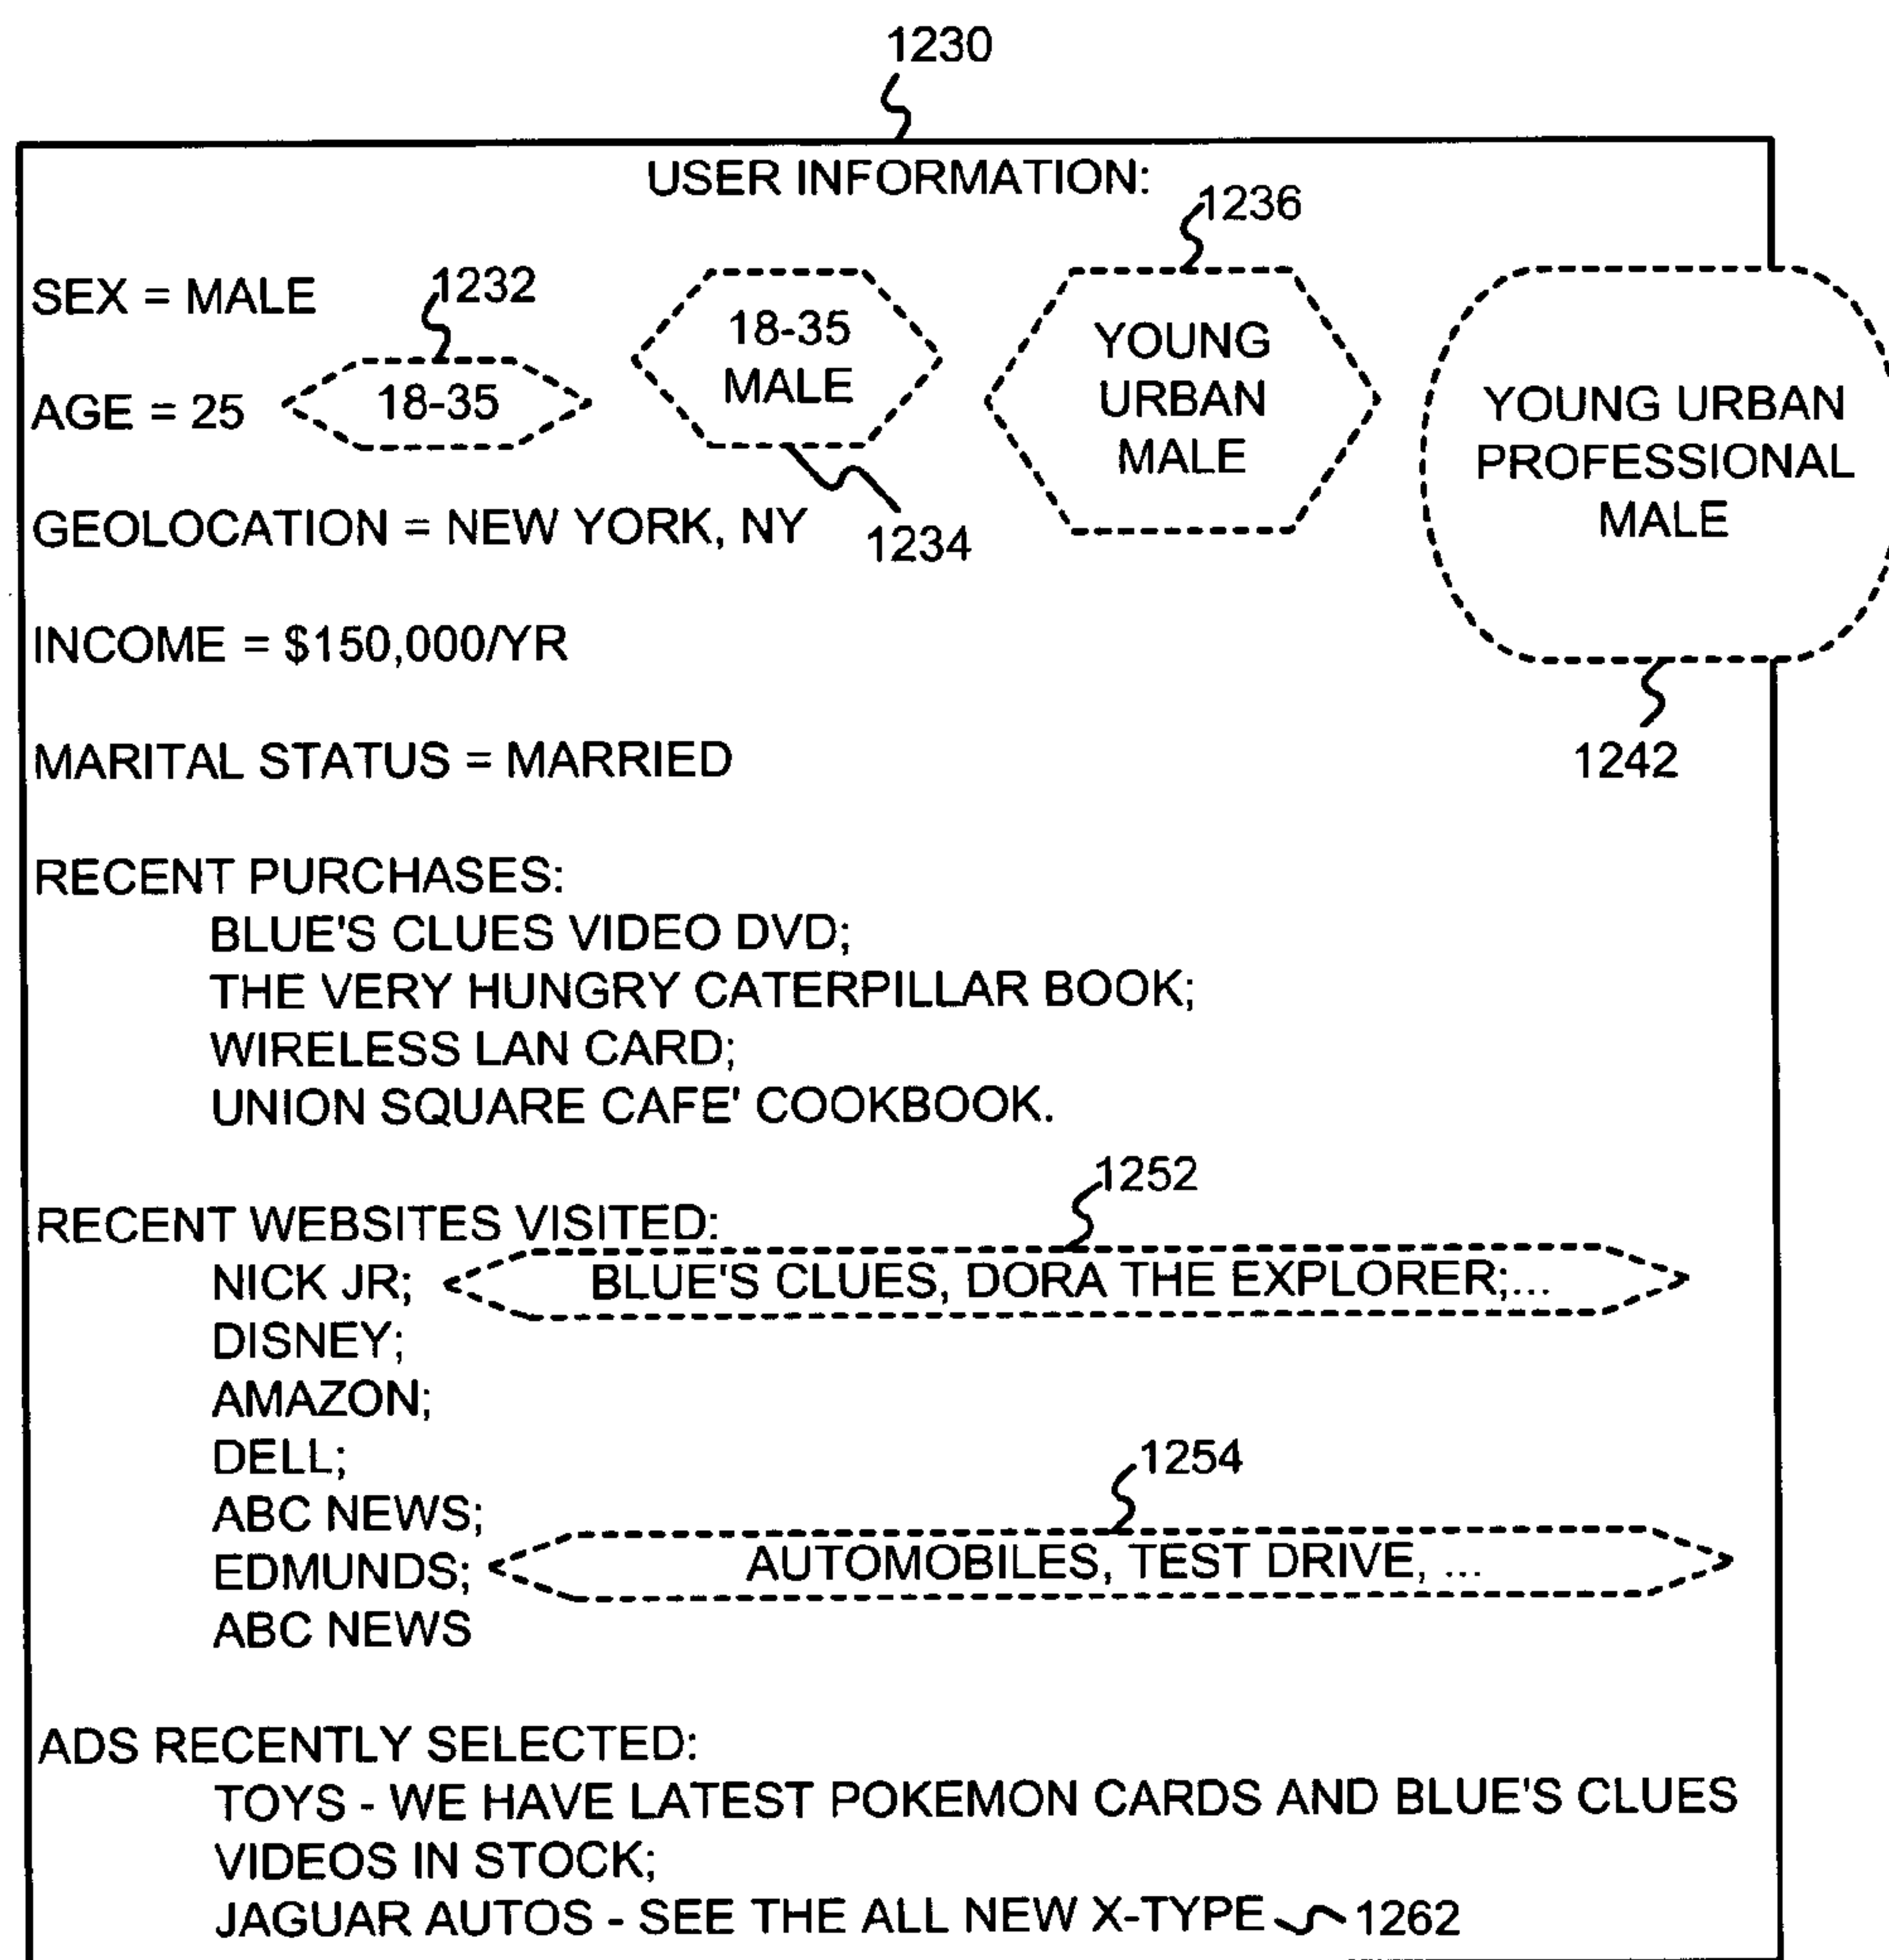 1230
USER INFORMATION:
1236
SEX = MALE
1232
18-35
MALE
YOUNG
URBAN
MALE
AGE = 25
18-35
YOUNG URBAN
PROFESSIONAL
MALE
GEOLOCATION = NEW YORK, NY
1234
INCOME = $150,000/YR
MARITAL STATUS = MARRIED
1242
RECENT PURCHASES:
BLUE'S CLUES VIDEO DVD;
THE VERY HUNGRY CATERPILLAR BOOK;
WIRELESS LAN CARD;
UNION SQUARE CAFE' COOKBOOK.
1252
RECENT WEBSITES VISITED:
NICK JR; BLUE'S CLUES, DORA THE EXPLORER;...
DISNEY;
AMAZON;
DELL;
1254
ABC NEWS;
EDMUNDS; AUTOMOBILES, TEST DRIVE, ...
ABC NEWS
ADS RECENTLY SELECTED:
TOYS - WE HAVE LATEST POKEMON CARDS AND BLUE'S CLUES
VIDEOS IN STOCK;
JAGUAR AUTOS - SEE THE ALL NEW X-TYPE 1262